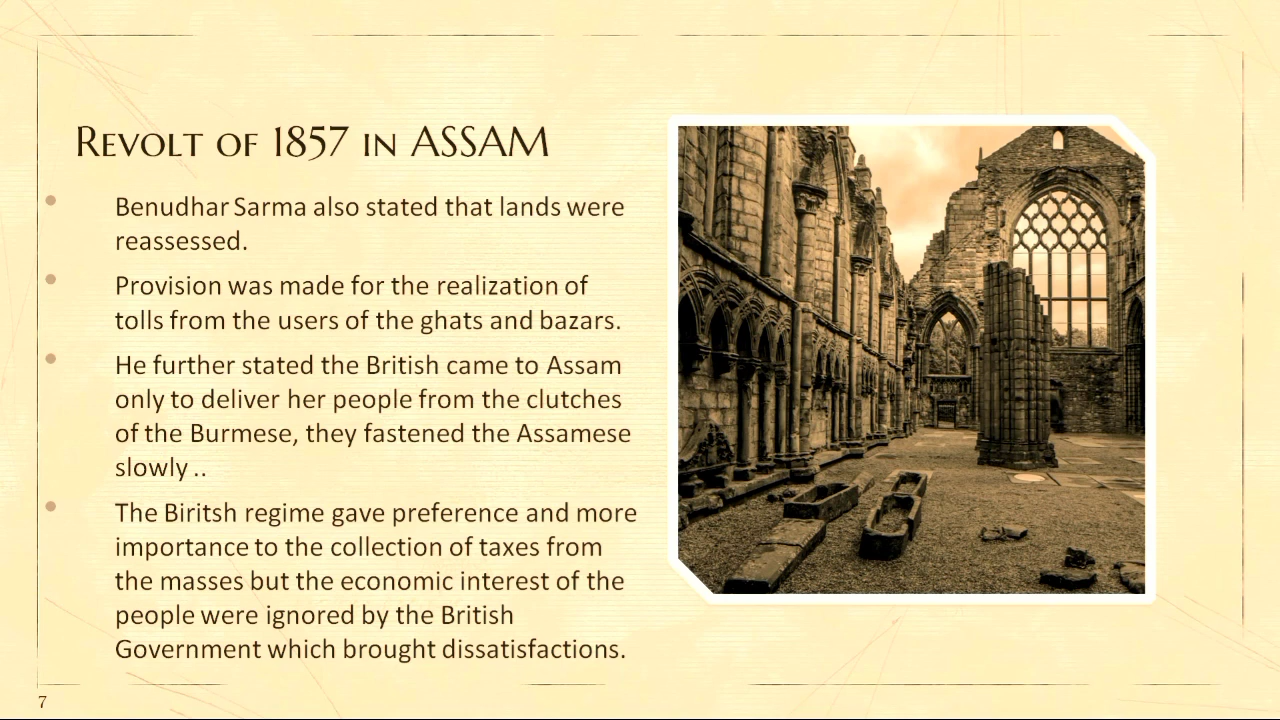 Revolt of 1857 in ASSAM
Benudhar Sarma also stated that lands were
reassessed.
Provision was made for the realization of
tolls from the users of the ghats and bazars.
He further stated the British came to Assam
only to deliver her people from the clutches
of the Burmese, they fastened the Assamese
slowly ..
The Biritsh regime gave preference and more
importance to the collection of taxes from
the masses but the economic interest of the
people were ignored by the British
Government which brought dissatisfactions.
7